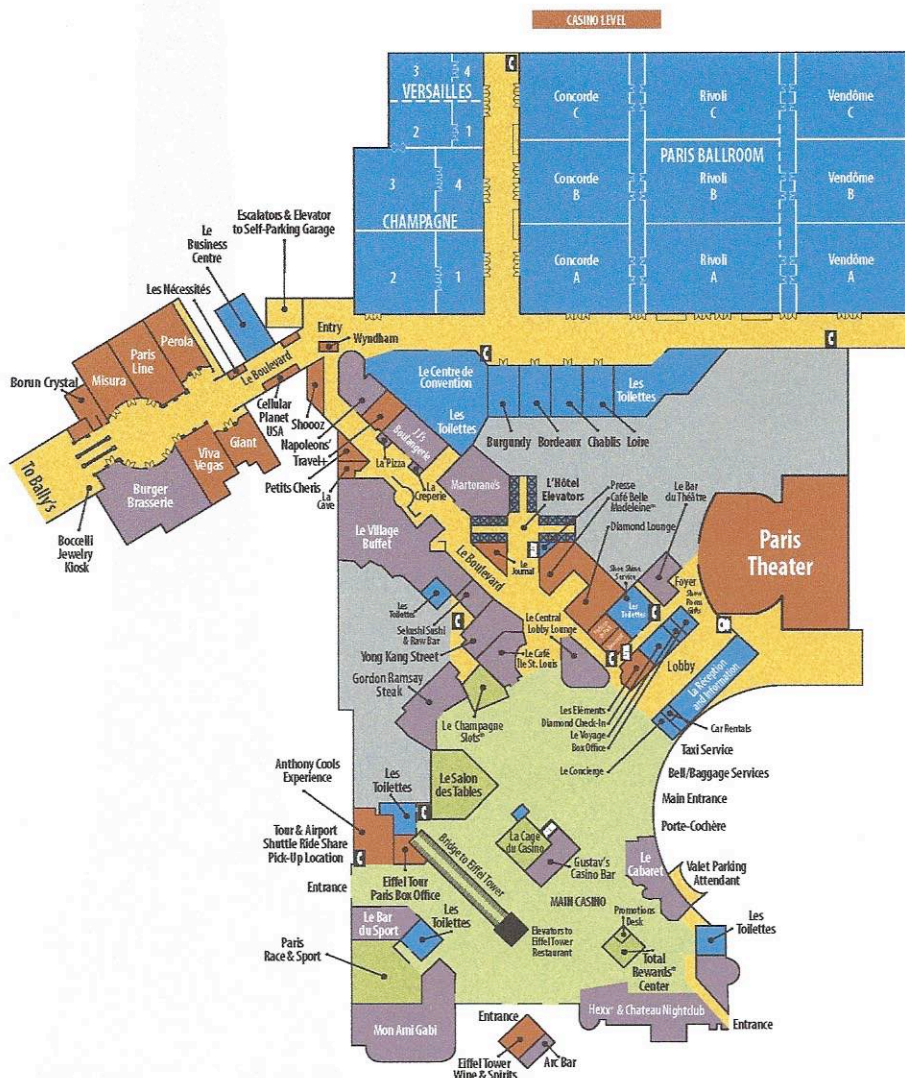 CASINO LEVEL
3
4
VERSAILLES
2
1
3
4
CHAMPAGNE
2
1
Concorde
C
Rivoli
C
Vendôme
C
PARIS BALLROOM
Concorde
B
Rivoli
B
Vendôme
B
Concorde
A
Rivoli
A
Vendôme
A
Escalators & Elevator
to Self-Parking Garage
Le
Business
Centre
Les Nécessités
Perola
Paris
Line
Misura
Borun Crystal
Le Boulevard
Entry
Wyndham
Cellular
Planet
USA
Shoooz
Napoleons'
Travel+
Petits Cheris
La
Cave
Giant
Viva
Vegas
Burger
Brasserie
To Bally's
Boccelli
Jewelry
Kiosk
Le Centre de
Convention
Les
Toilettes
Les
Toilettes
Burgundy
Bordeaux
Chablis
Loire
JJ's
Boulangerie
La Pizza
La
Créperie
Martorano's
L'Hôtel
Elevators
Presse
Café Belle
Madeleine
Diamond Lounge
Le Bar
du Théâtre
Paris
Theater
Le Village
Buffet
Le Boulevard
Le
Journal
Shoe Shine
Service
Les
Toilettes
Foyer
Show
Room
Gifts
Les
Toilettes
Sekushi Sushi
& Raw Bar
Yong Kang Street
Le Café
Île St. Louis
Le Central
Lobby Lounge
Gordon Ramsay
Steak
Le Champagne
Slots
Lobby
La Réception
and Information
Les Eléments
Diamond Check-In
Le Voyage
Box Office
Le Concierge
Car Rentals
Taxi Service
Bell/Baggage Services
Main Entrance
Porte-Cochère
Valet Parking
Attendant
Anthony Cools
Experience
Les
Toilettes
Le Salon
des Tables
Tour & Airport
Shuttle Ride Share
Pick-Up Location
Bridge to Eiffel Tower
La Cage
du Casino
Gustav's
Casino Bar
Le
Cabaret
Entrance
Eiffel Tour
Paris Box Office
MAIN CASINO
Le Bar
du Sport
Les
Toilettes
Elevators to
Eiffel Tower
Restaurant
Promotions
Desk
Les
Toilettes
Paris
Race & Sport
Total
Rewards®
Center
Mon Ami Gabi
Entrance
Hexx & Chateau Nightclub
Entrance
Eiffel Tower
Wine & Spirits
Arc Bar